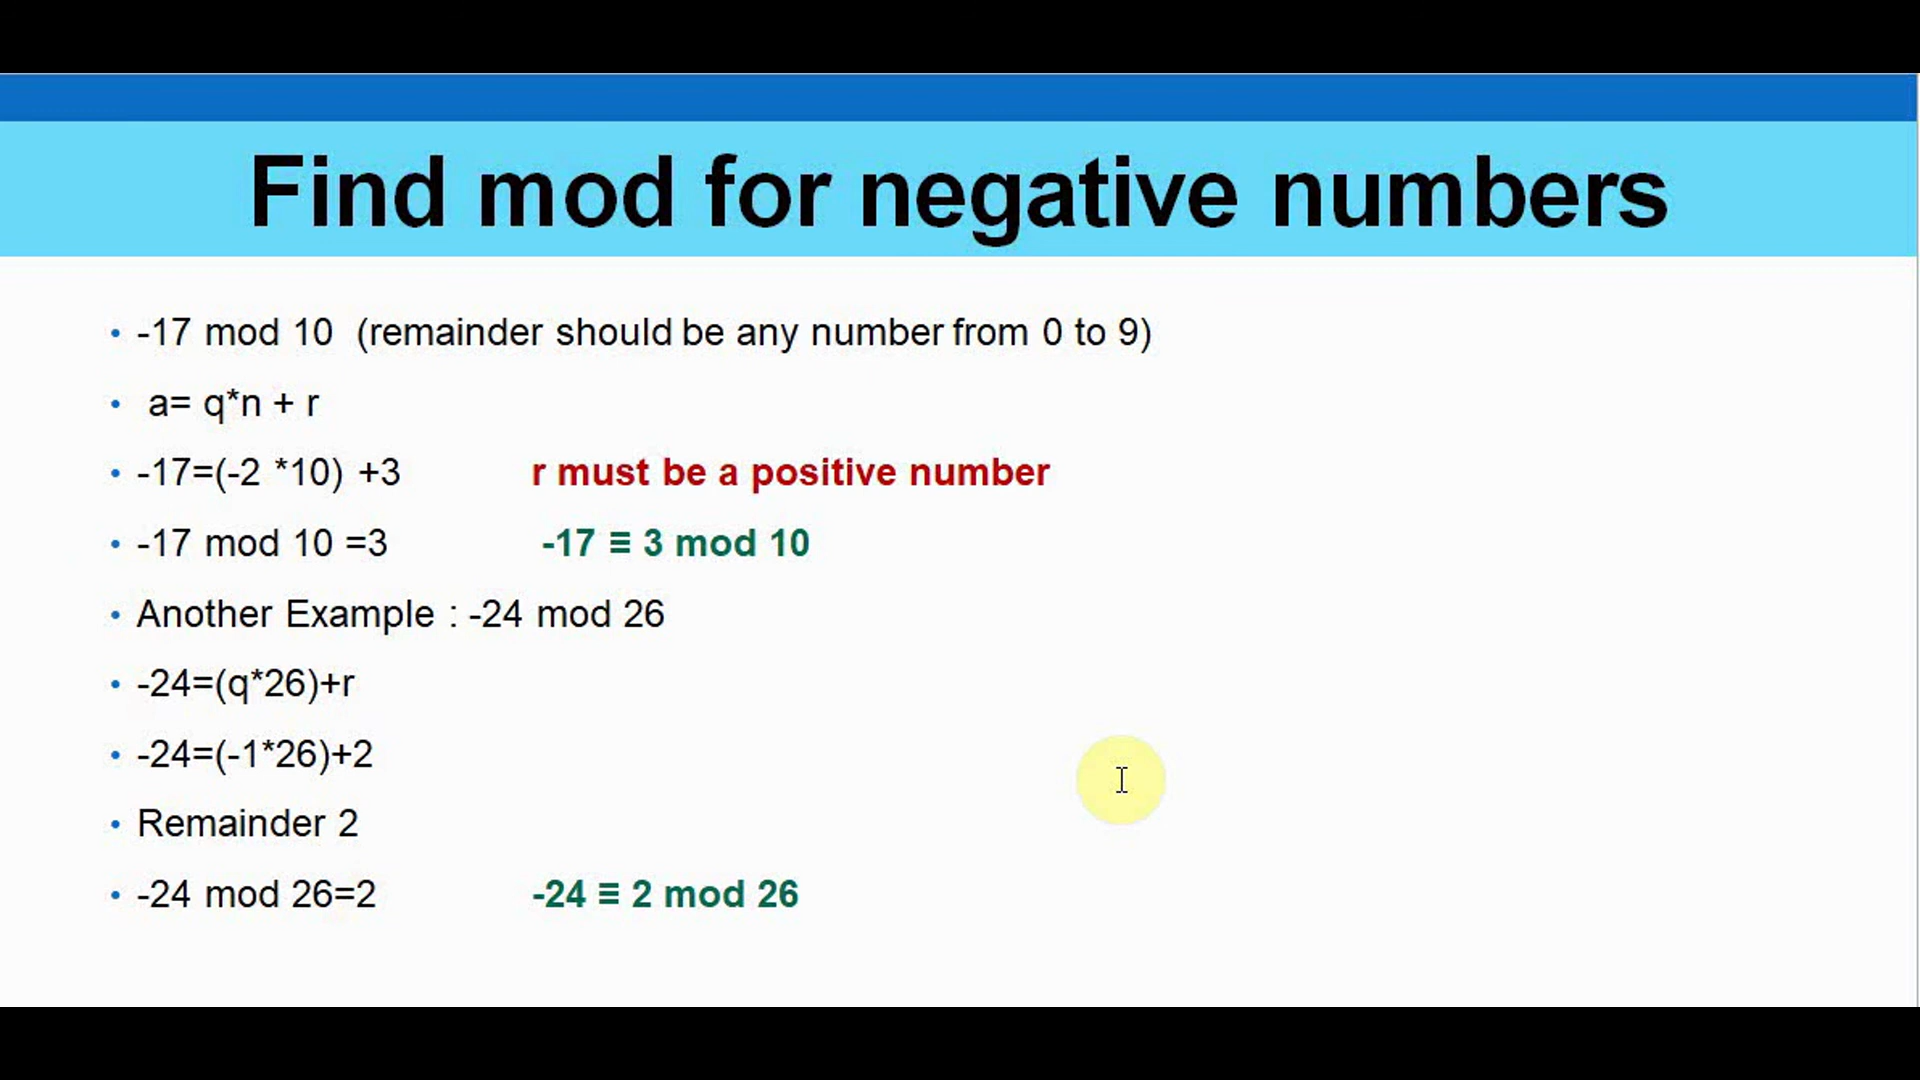 Find mod for negative numbers
• -17 mod 10 (remainder should be any number from 0 to 9)
• a= q*n + r
• -17=(-2 *10) +3 r must be a positive number
• -17 mod 10 =3 -17 ≡ 3 mod 10
• Another Example : -24 mod 26
• -24=(q*26)+r
• -24=(-1*26)+2
• Remainder 2
• -24 mod 26=2 -24 ≡ 2 mod 26